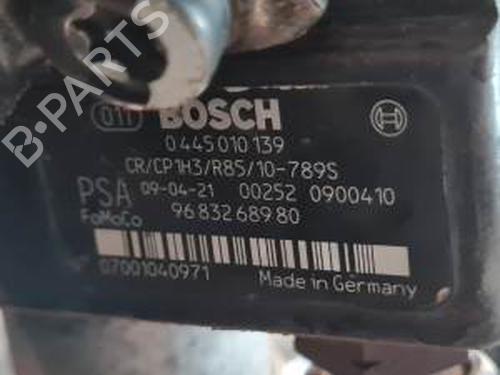 B-PARTS
011 BOSCH
0 445 010 139
CR/CP1H3/R85/10-789S
PSA 09-04-21 00252 0900410
FoMoCo 96 832 689 80
07001040971 Made in Germany